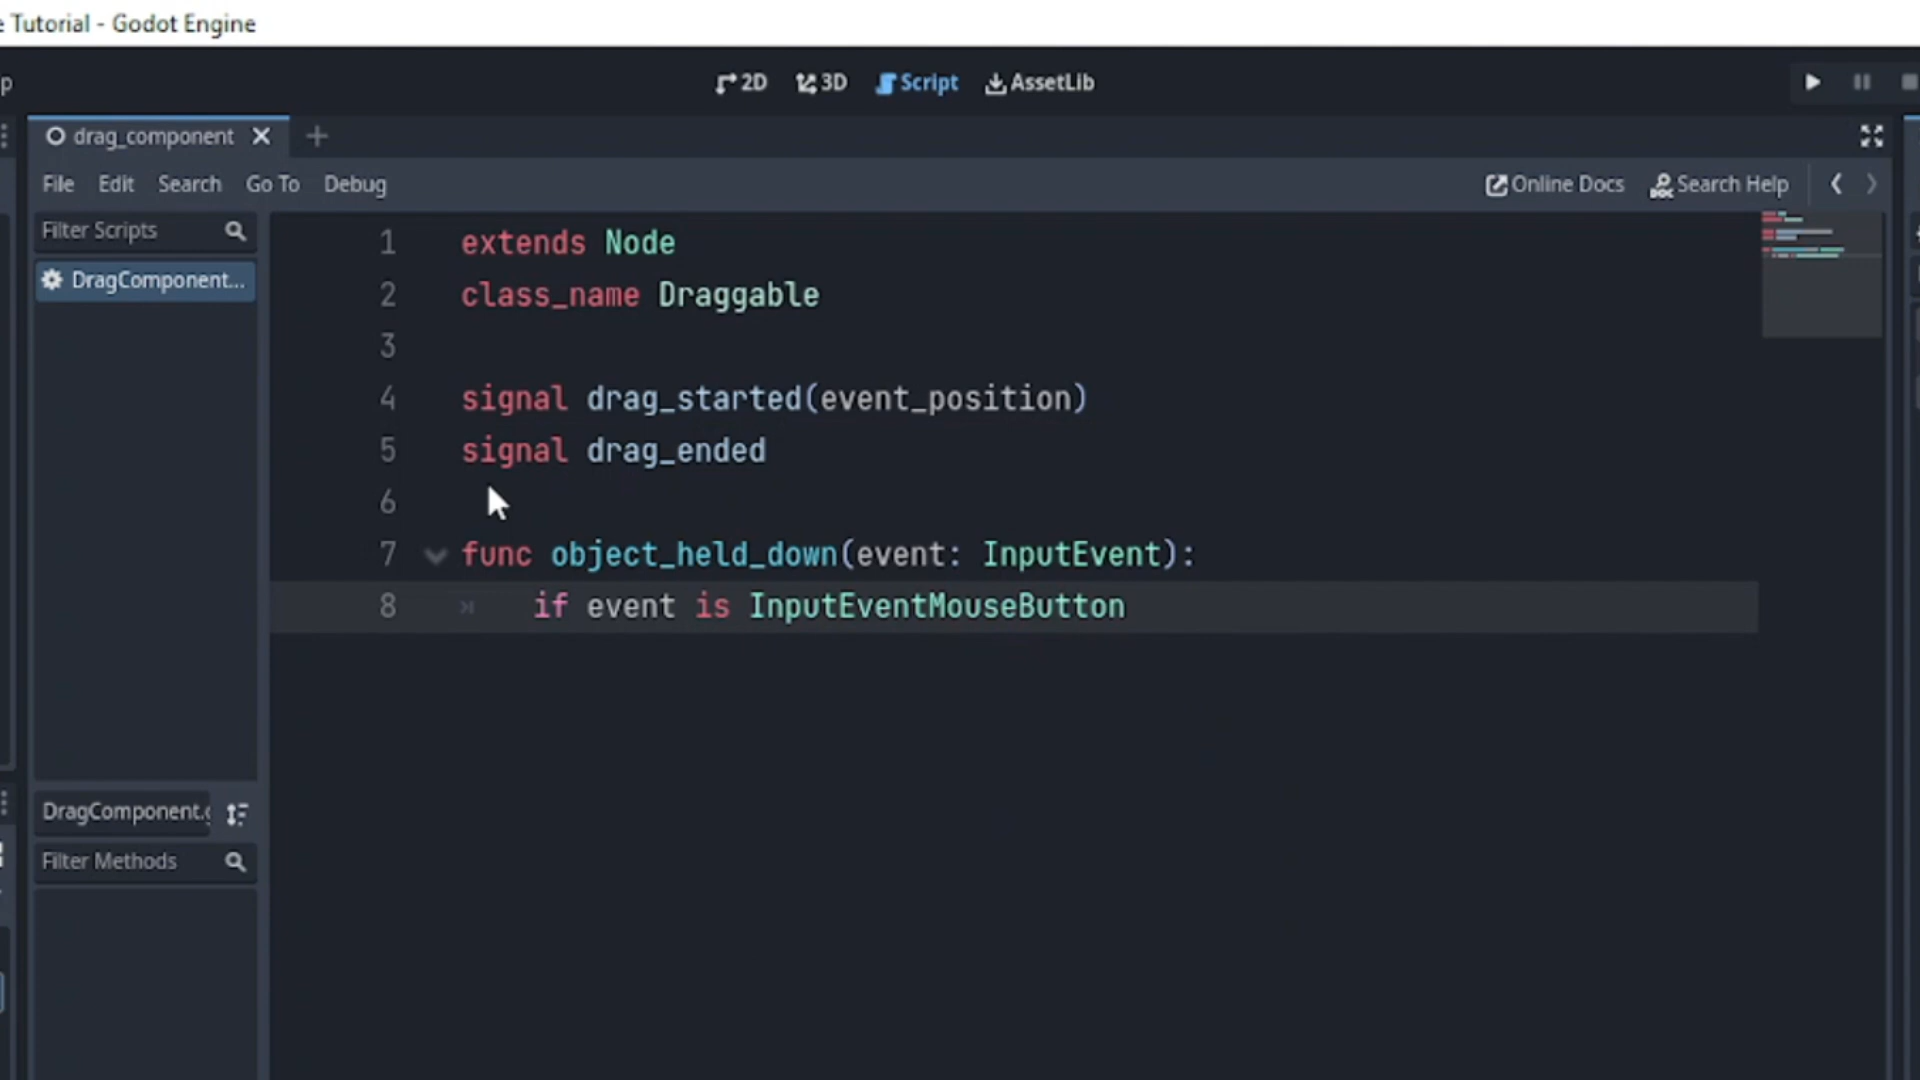 e Tutorial - Godot Engine
p
2D 3D Script AssetLib
drag_component
File Edit Search Go To Debug
Online Docs Search Help
Filter Scripts
DragComponent...
1 extends Node
2 class_name Draggable
3
4 signal drag_started(event_position)
5 signal drag_ended
6
7 func object_held_down(event: InputEvent):
8 if event is InputEventMouseButton
DragComponent.g
Filter Methods